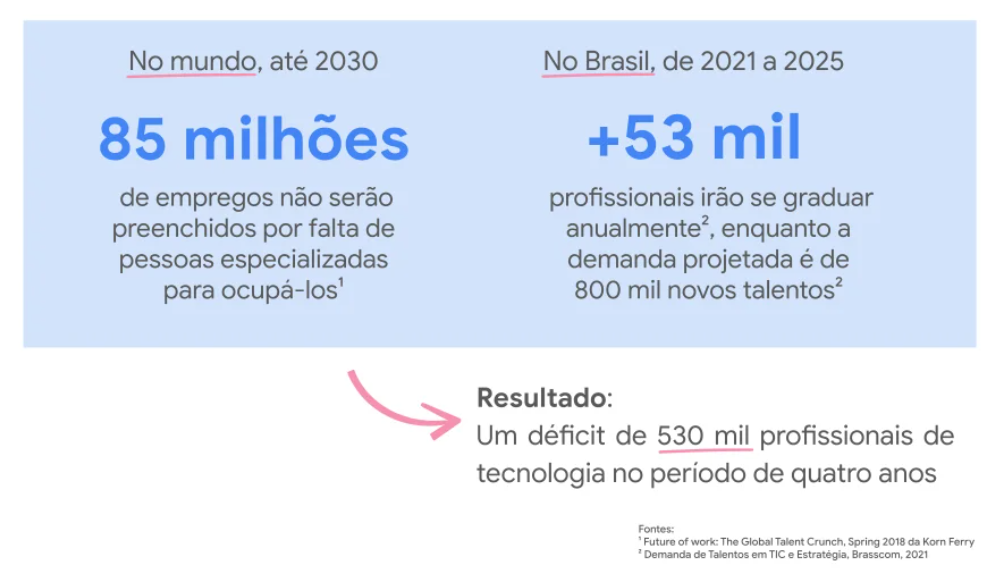 No mundo, até 2030
85 milhões
de empregos não serão
preenchidos por falta de
pessoas especializadas
para ocupá-los¹
No Brasil, de 2021 a 2025
+53 mil
profissionais irão se graduar
anualmente², enquanto a
demanda projetada é de
800 mil novos talentos²
Resultado:
Um déficit de 530 mil profissionais de
tecnologia no período de quatro anos
Fontes:
¹ Future of work: The Global Talent Crunch, Spring 2018 da Korn Ferry
² Demanda de Talentos em TIC e Estratégia, Brasscom, 2021